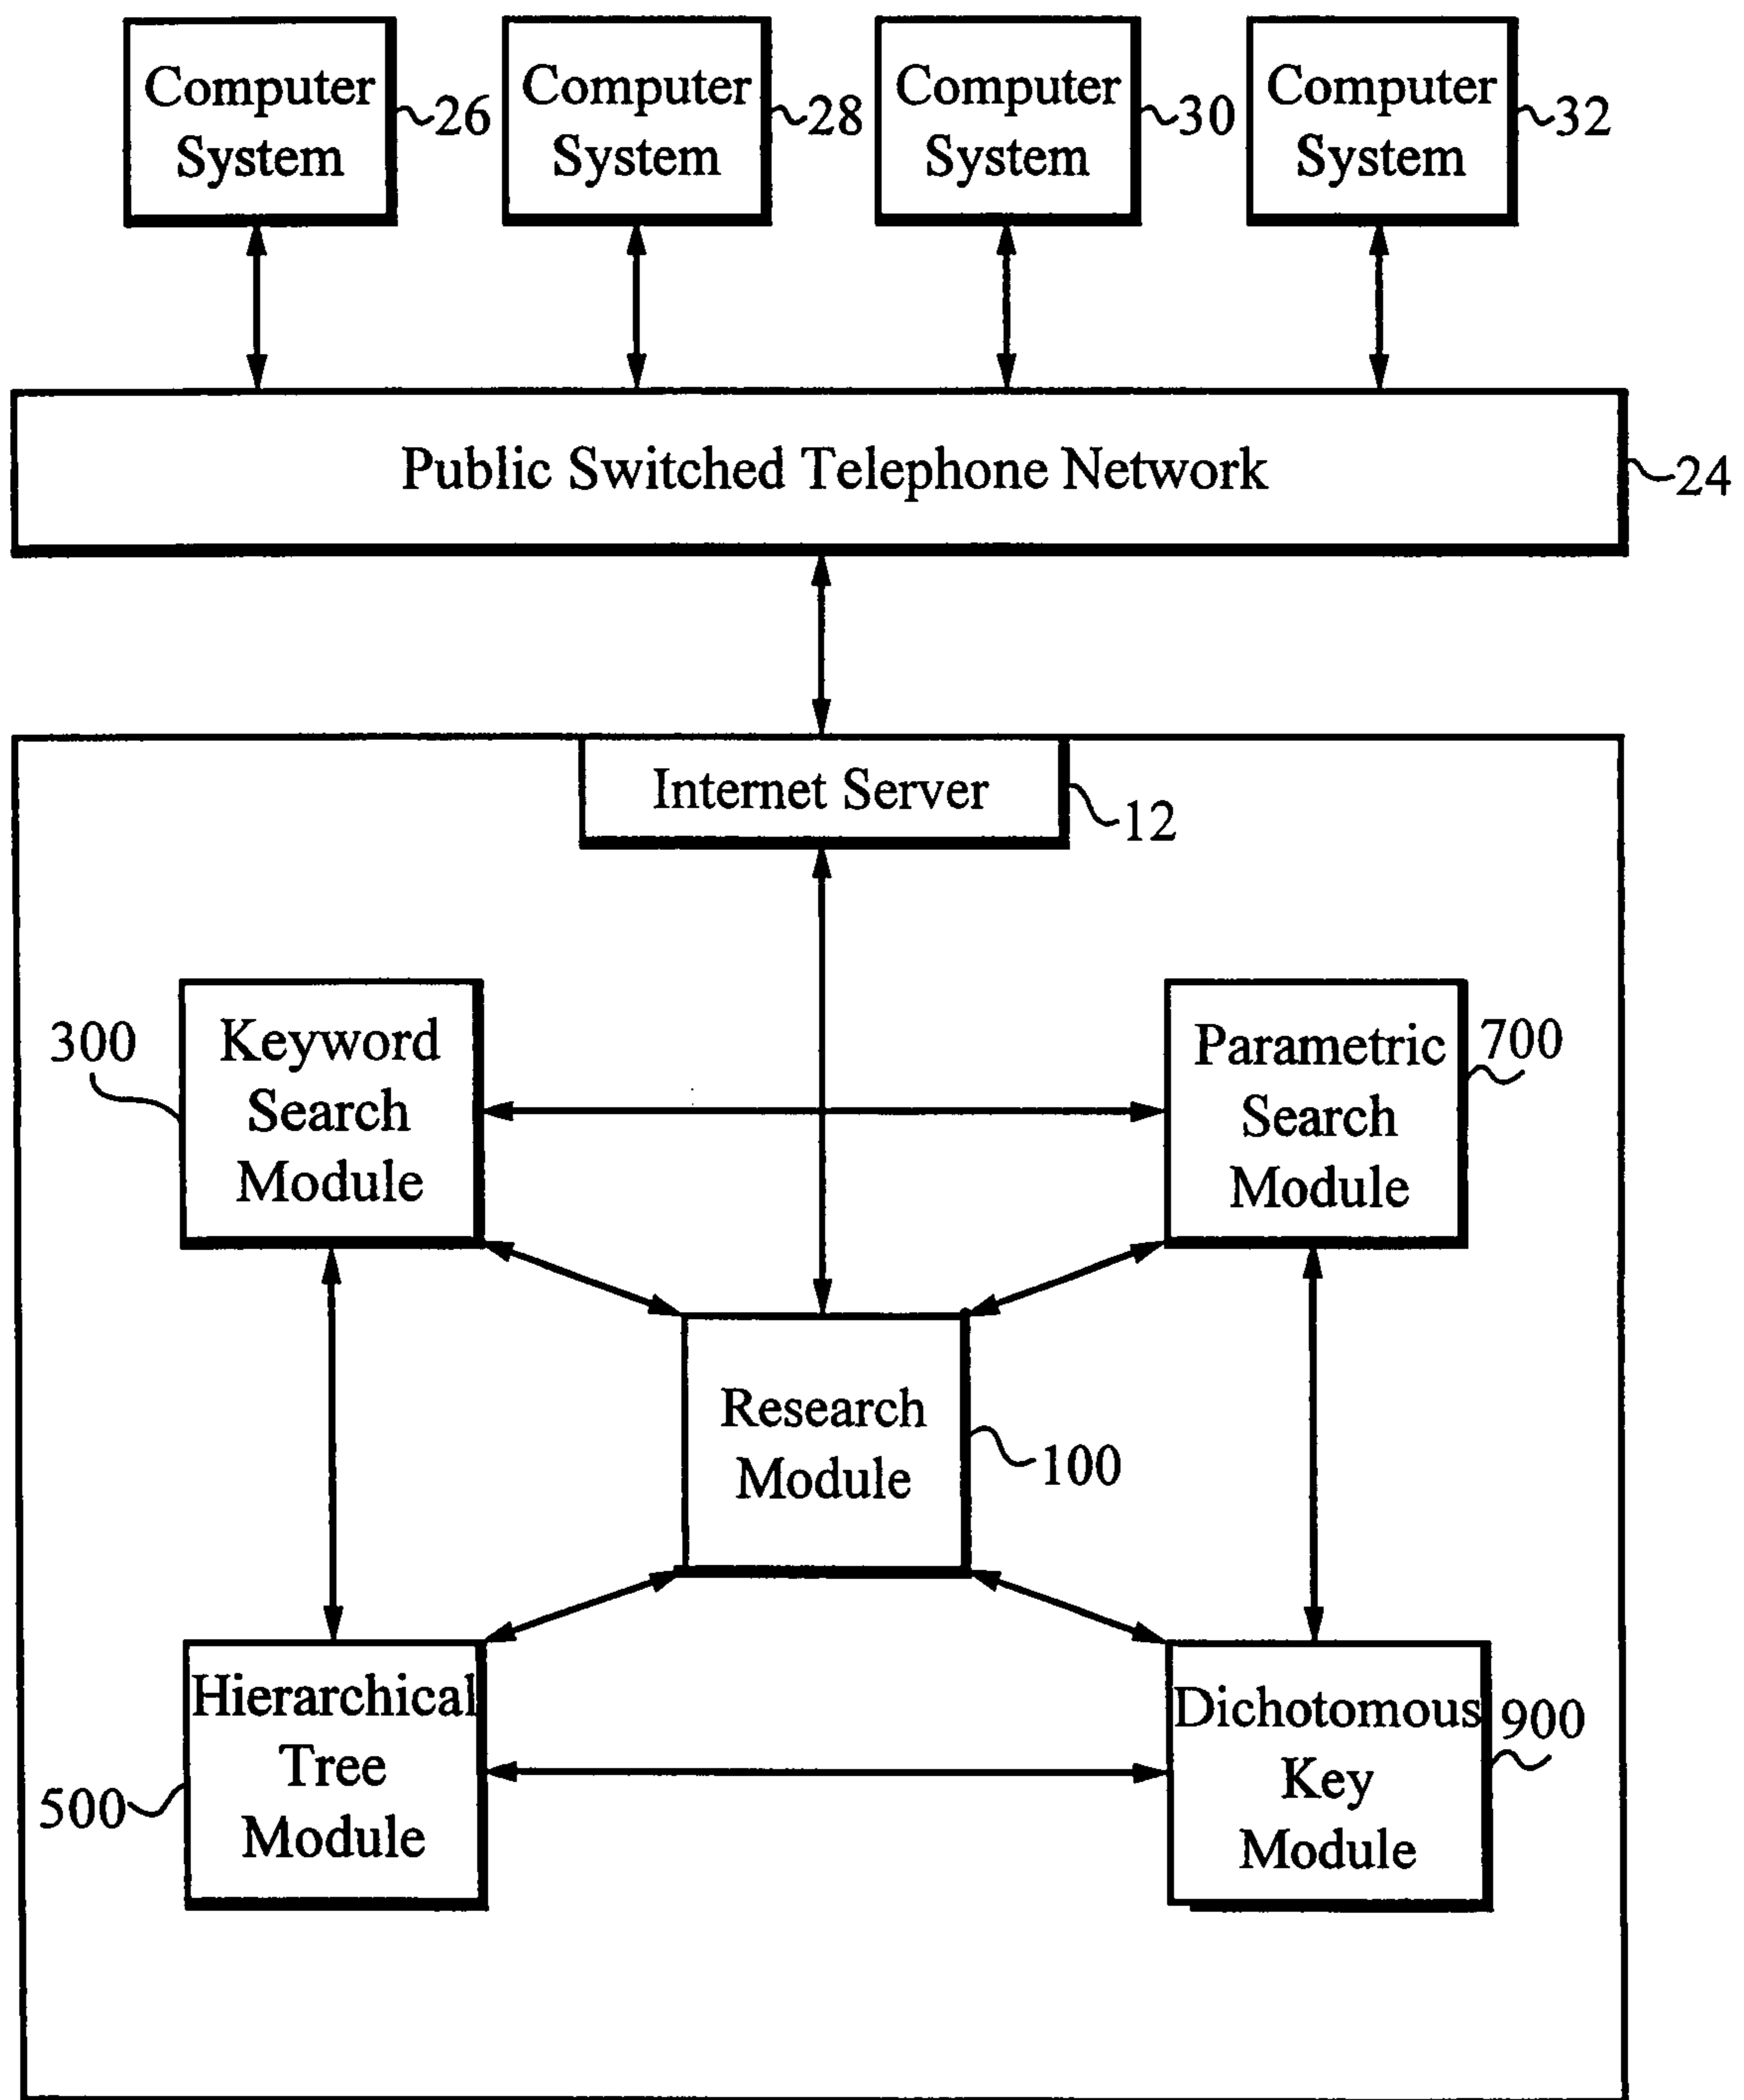 Computer
System
26
Computer
System
28
Computer
System
30
Computer
System
32
Public Switched Telephone Network
24
Internet Server
12
300
Keyword
Search
Module
Parametric
Search
Module
700
Research
Module
100
Hierarchical
Tree
Module
500
Dichotomous
Key
Module
900